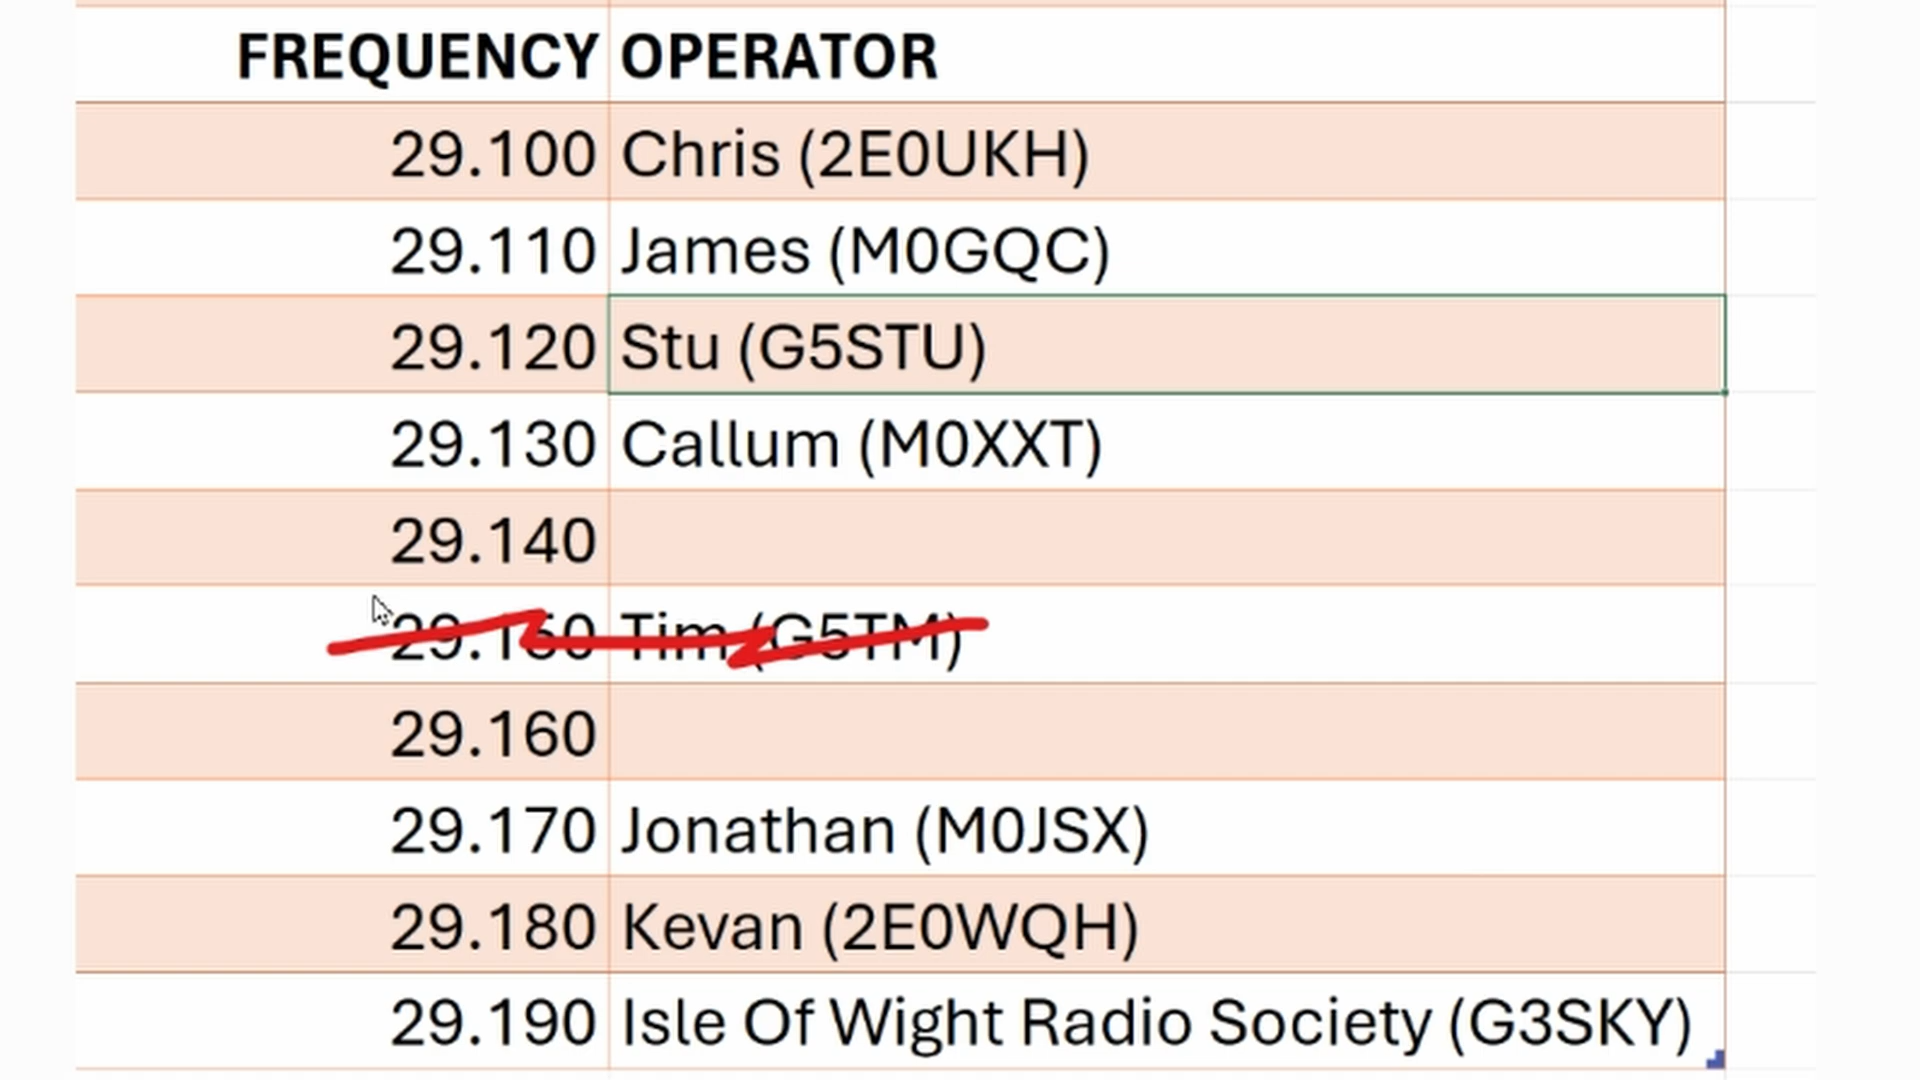 FREQUENCY OPERATOR
29.100 Chris (2E0UKH)
29.110 James (M0GQC)
29.120 Stu (G5STU)
29.130 Callum (M0XXT)
29.140
29.150 Tim (G5TM)
29.160
29.170 Jonathan (M0JSX)
29.180 Kevan (2E0WQH)
29.190 Isle Of Wight Radio Society (G3SKY)